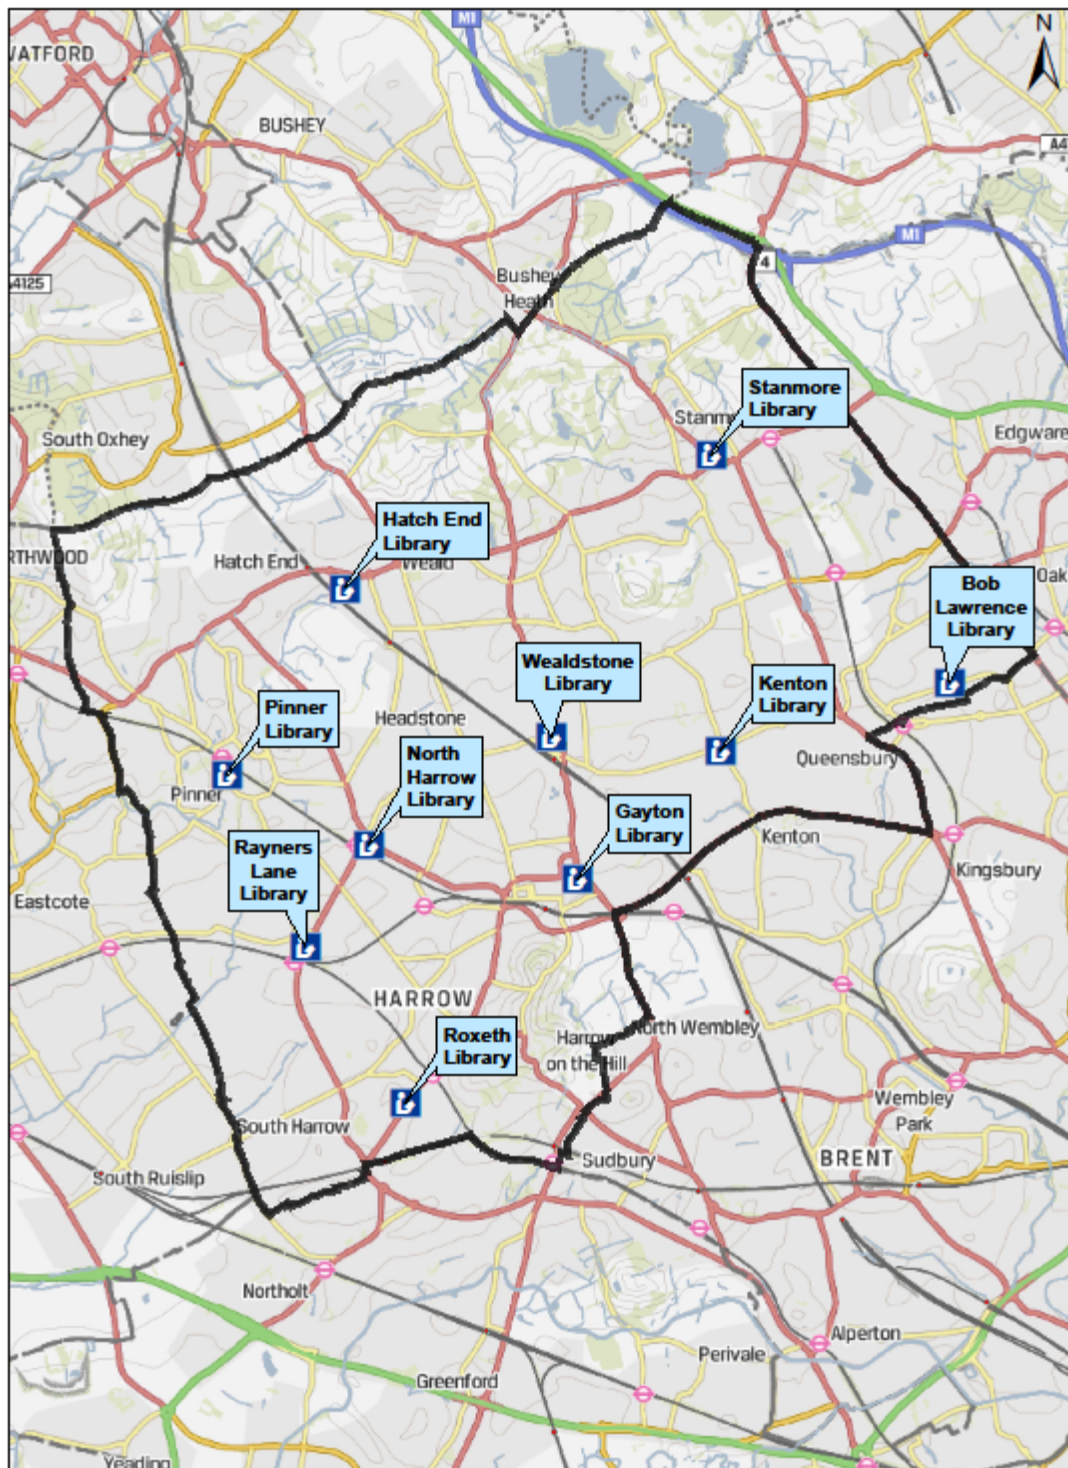 M1
N
WATFORD
BUSHEY
A4
M1
4
A4125
Bushey
Heath
Stanmore
Library
Stanm
Edgware
South Oxhey
Hatch End
Library
RTHWOOD
Hatch End
Weald
Bob
Lawrence
Library
Oak
Wealdstone
Library
Kenton
Library
Pinner
Library
Headstone
North
Harrow
Library
Queensbury
Pinner
Gayton
Library
Kenton
Rayners
Lane
Library
Kingsbury
Eastcote
HARROW
North Wembley
Roxeth
Library
Harrow
on the Hill
Wembley
Park
South Harrow
Sudbury
BRENT
South Ruislip
Northolt
Alperton
Perivale
Greenford
Yeading